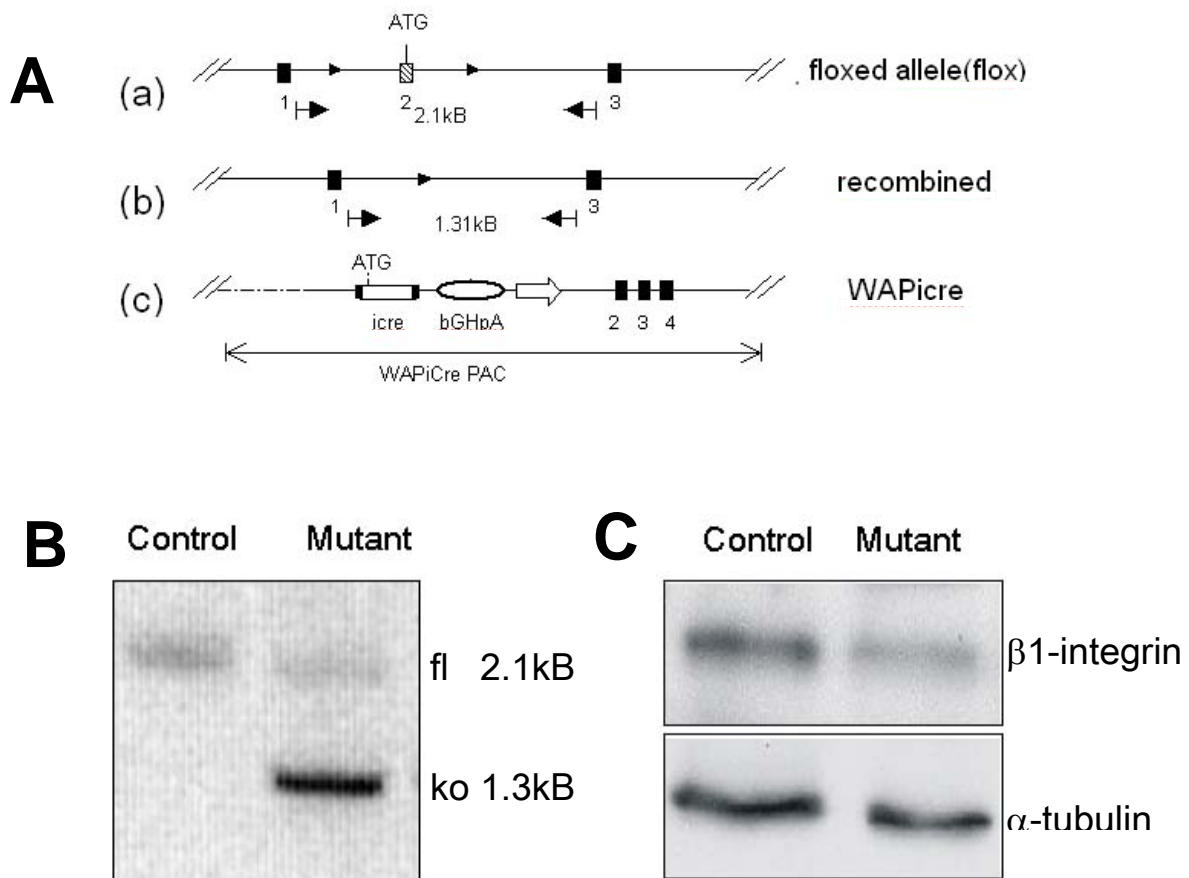 A
ATG
(a)
floxed allele(flox)
1
2
2.1kB
3
(b)
recombined
1
1.31kB
3
(c)
ATG
WAPicre
icre
bGHpA
2 3 4
WAPiCre PAC
B
Control Mutant
fl 2.1kB
ko 1.3kB
C
Control Mutant
β1-integrin
α-tubulin